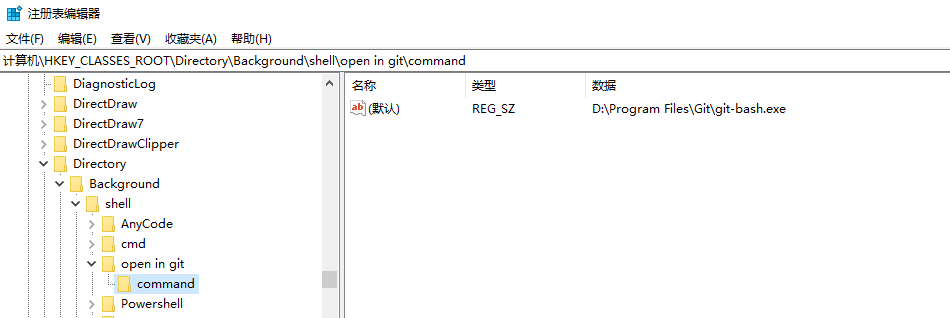 注册表编辑器
文件(F) 编辑(E) 查看(V) 收藏夹(A) 帮助(H)
计算机\HKEY_CLASSES_ROOT\Directory\Background\shell\open in git\command
DiagnosticLog
DirectDraw
DirectDraw7
DirectDrawClipper
Directory
Background
shell
AnyCode
cmd
open in git
command
Powershell
名称 类型 数据
ab (默认) REG_SZ D:\Program Files\Git\git-bash.exe